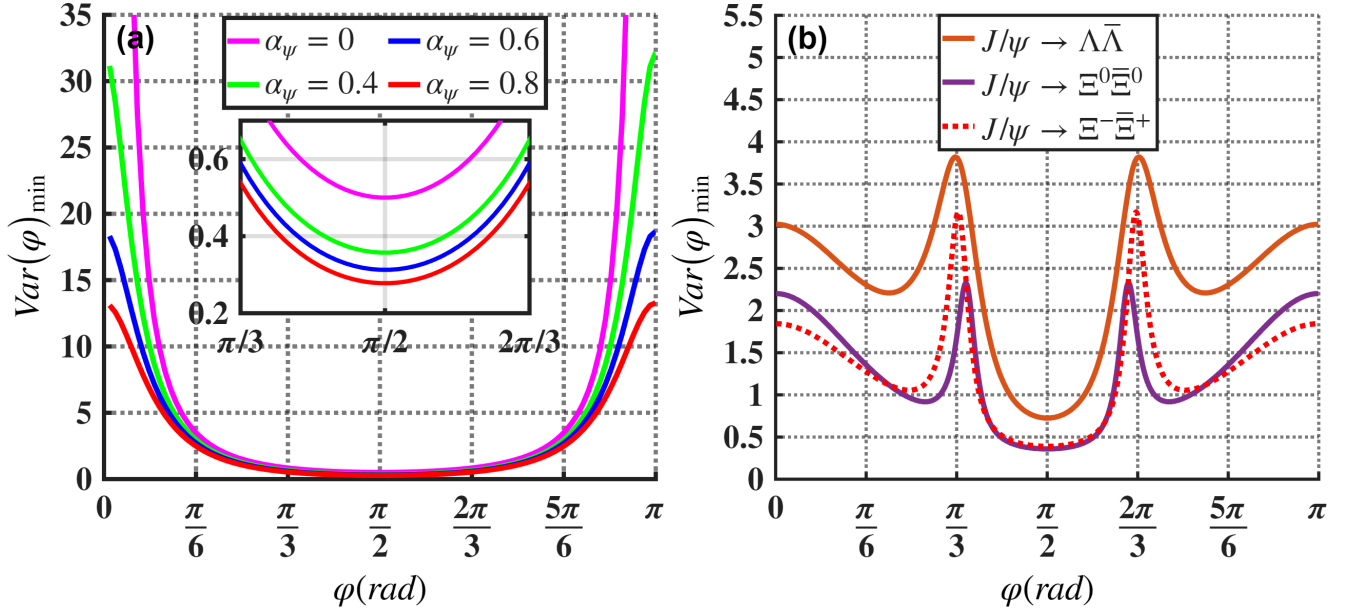 (a)
α_ψ = 0 α_ψ = 0.6
α_ψ = 0.4 α_ψ = 0.8
35
30
25
20
15
10
5
0
Var(φ)_min
0.6
0.4
0.2
π/3 π/2 2π/3
0 π/6 π/3 π/2 2π/3 5π/6 π
φ(rad)
(b)
J/ψ → ΛΛ̅
J/ψ → Ξ⁰Ξ̅⁰
J/ψ → Ξ⁻Ξ̅⁺
5.5
5
4.5
4
3.5
3
2.5
2
1.5
1
0.5
0
Var(φ)_min
0 π/6 π/3 π/2 2π/3 5π/6 π
φ(rad)